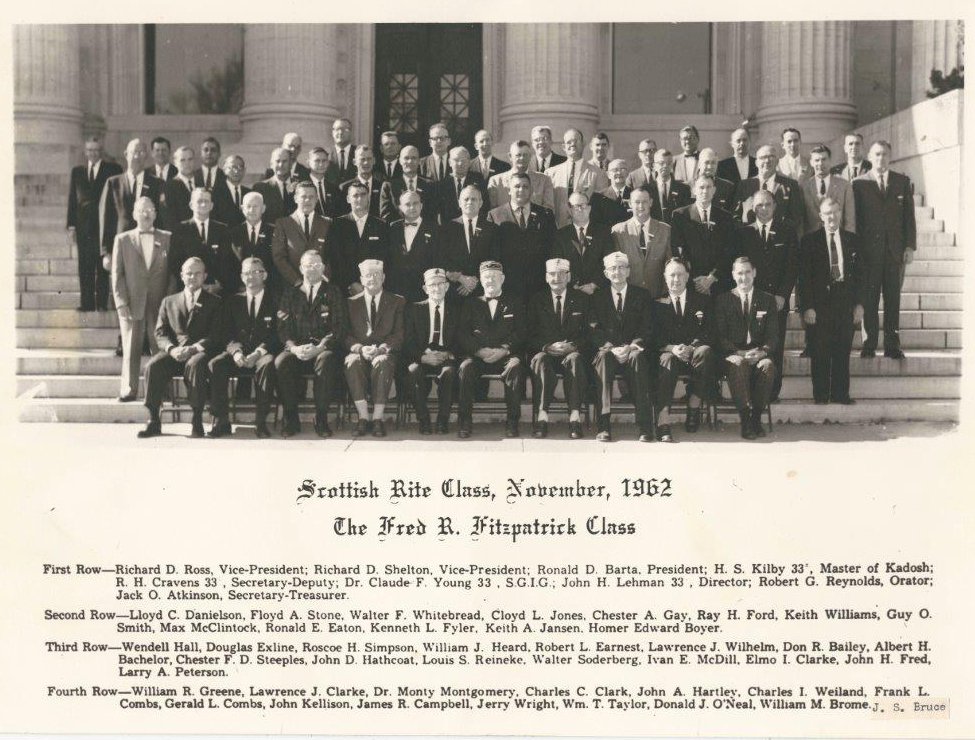 Scottish Rite Class, November, 1962
The Fred R. Fitzpatrick Class
First Row—Richard D. Ross, Vice-President; Richard D. Shelton, Vice-President; Ronald D. Barta, President; H. S. Kilby 33°, Master of Kadosh;
R. H. Cravens 33 , Secretary-Deputy; Dr. Claude F. Young 33 , S.G.I.G.; John H. Lehman 33 , Director; Robert G. Reynolds, Orator;
Jack O. Atkinson, Secretary-Treasurer.
Second Row—Lloyd C. Danielson, Floyd A. Stone, Walter F. Whitebread, Cloyd L. Jones, Chester A. Gay, Ray H. Ford, Keith Williams, Guy O.
Smith, Max McClintock, Ronald E. Eaton, Kenneth L. Fyler, Keith A. Jansen, Homer Edward Boyer.
Third Row—Wendell Hall, Douglas Exline, Roscoe H. Simpson, William J. Heard, Robert L. Earnest, Lawrence J. Wilhelm, Don R. Bailey, Albert H.
Bachelor, Chester F. D. Steeples, John D. Hathcoat, Louis S. Reineke, Walter Soderberg, Ivan E. McDill, Elmo I. Clarke, John H. Fred,
Larry A. Peterson.
Fourth Row—William R. Greene, Lawrence J. Clarke, Dr. Monty Montgomery, Charles C. Clark, John A. Hartley, Charles I. Weiland, Frank L.
Combs, Gerald L. Combs, John Kellison, James R. Campbell, Jerry Wright, Wm. T. Taylor, Donald J. O'Neal, William M. Brome. J. S. Bruce